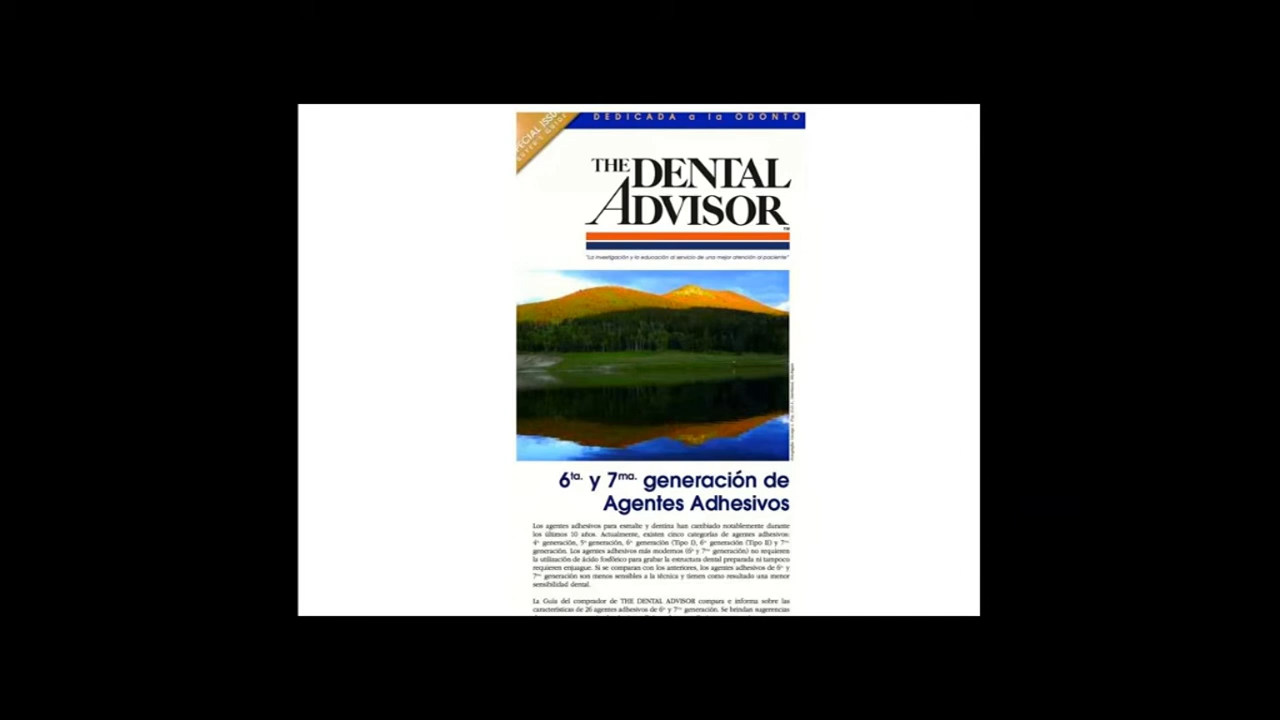 DEDICADA a la ODONTO
THE DENTAL
ADVISOR
TM
"La investigación y la educación al servicio de una mejor atención al paciente"
6ta. y 7ma. generación de
Agentes Adhesivos
Los agentes adhesivos para esmalte y dentina han cambiado notablemente durante
los últimos 10 años. Actualmente, existen cinco categorías de agentes adhesivos:
4ª generación, 5ª generación, 6ª generación (Tipo I), 6ª generación (Tipo II) y 7ma
generación. Los agentes adhesivos más modernos (6ª y 7ma generación) no requieren
la utilización de ácido fosfórico para grabar la estructura dental preparada ni tampoco
requieren enjuague. Si se comparan con los anteriores, los agentes adhesivos de 6ª y
7ma generación son menos sensibles a la técnica y tienen como resultado una menor
sensibilidad dental.
La Guía del comprador de THE DENTAL ADVISOR compara e informa sobre las
características de 26 agentes adhesivos de 6ª y 7ma generación. Se brindan sugerencias